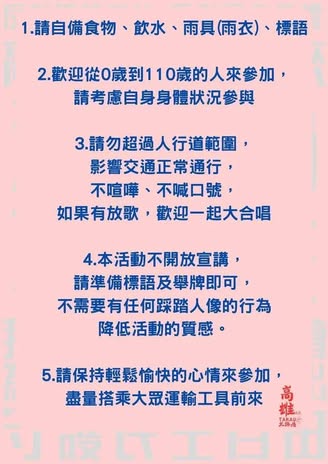 1.請自備食物、飲水、雨具(雨衣)、標語
2.歡迎從0歲到110歲的人來參加，
請考慮自身身體狀況參與
3.請勿超過人行道範圍，
影響交通正常通行，
不喧嘩、不喊口號，
如果有放歌，歡迎一起大合唱
4.本活動不開放宣講，
請準備標語及舉牌即可，
不需要有任何踩踏人像的行為
降低活動的質感。
5.請保持輕鬆愉快的心情來參加，
盡量搭乘大眾運輸工具前來
高雄